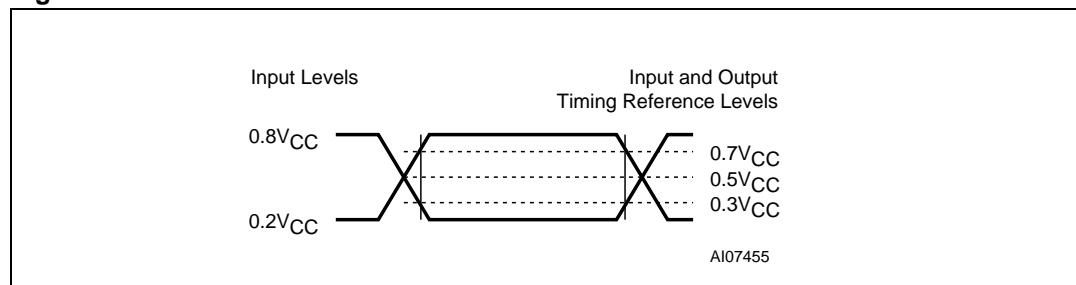 Input Levels
Input and Output
Timing Reference Levels
0.8VCC
0.7VCC
0.5VCC
0.3VCC
0.2VCC
AI07455